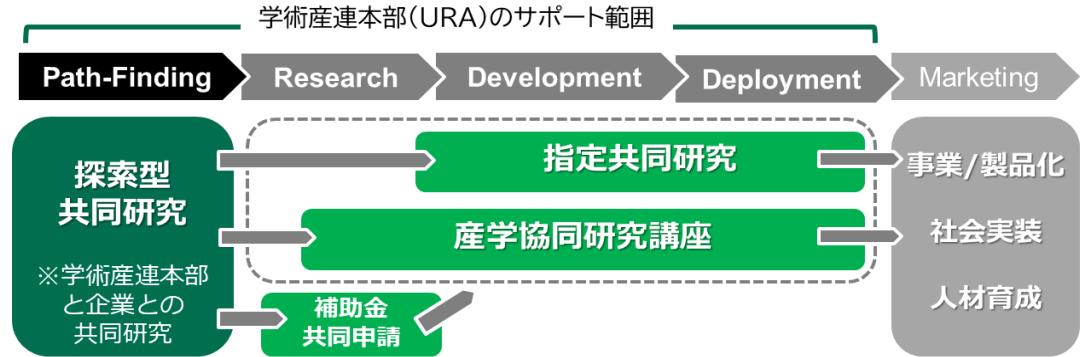 学術産連本部（URA）のサポート範囲
Path-Finding
Research
Development
Deployment
Marketing
探索型
共同研究
※学術産連本部
と企業との
共同研究
指定共同研究
産学協同研究講座
補助金
共同申請
事業/製品化
社会実装
人材育成